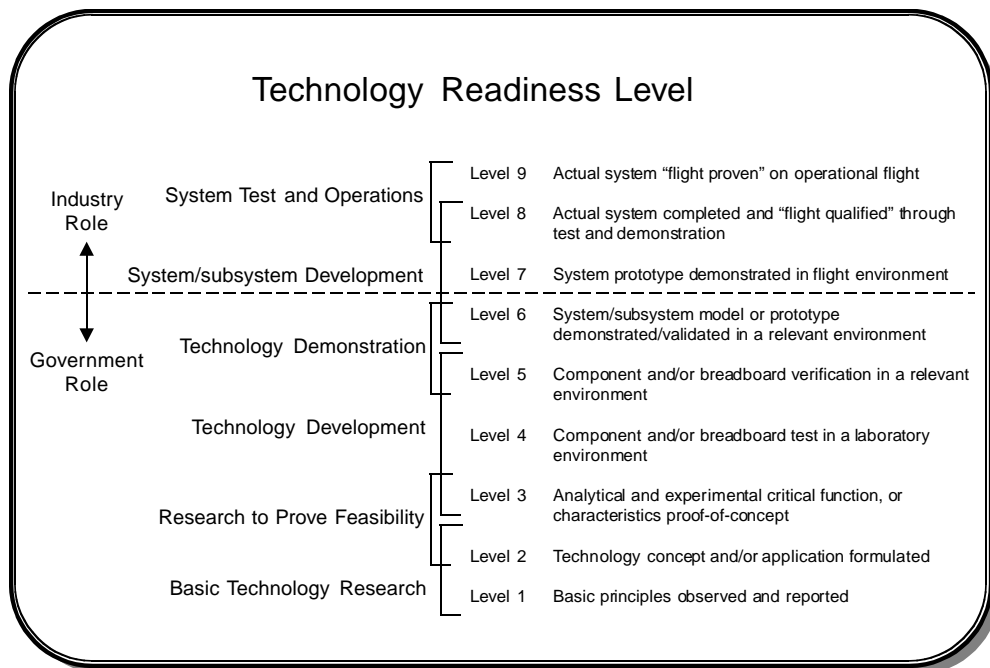 Technology Readiness Level
Industry
Role
Government
Role
System Test and Operations
System/subsystem Development
Technology Demonstration
Technology Development
Research to Prove Feasibility
Basic Technology Research
Level 9 Actual system “flight proven” on operational flight
Level 8 Actual system completed and “flight qualified” through
test and demonstration
Level 7 System prototype demonstrated in flight environment
Level 6 System/subsystem model or prototype
demonstrated/validated in a relevant environment
Level 5 Component and/or breadboard verification in a relevant
environment
Level 4 Component and/or breadboard test in a laboratory
environment
Level 3 Analytical and experimental critical function, or
characteristics proof-of-concept
Level 2 Technology concept and/or application formulated
Level 1 Basic principles observed and reported